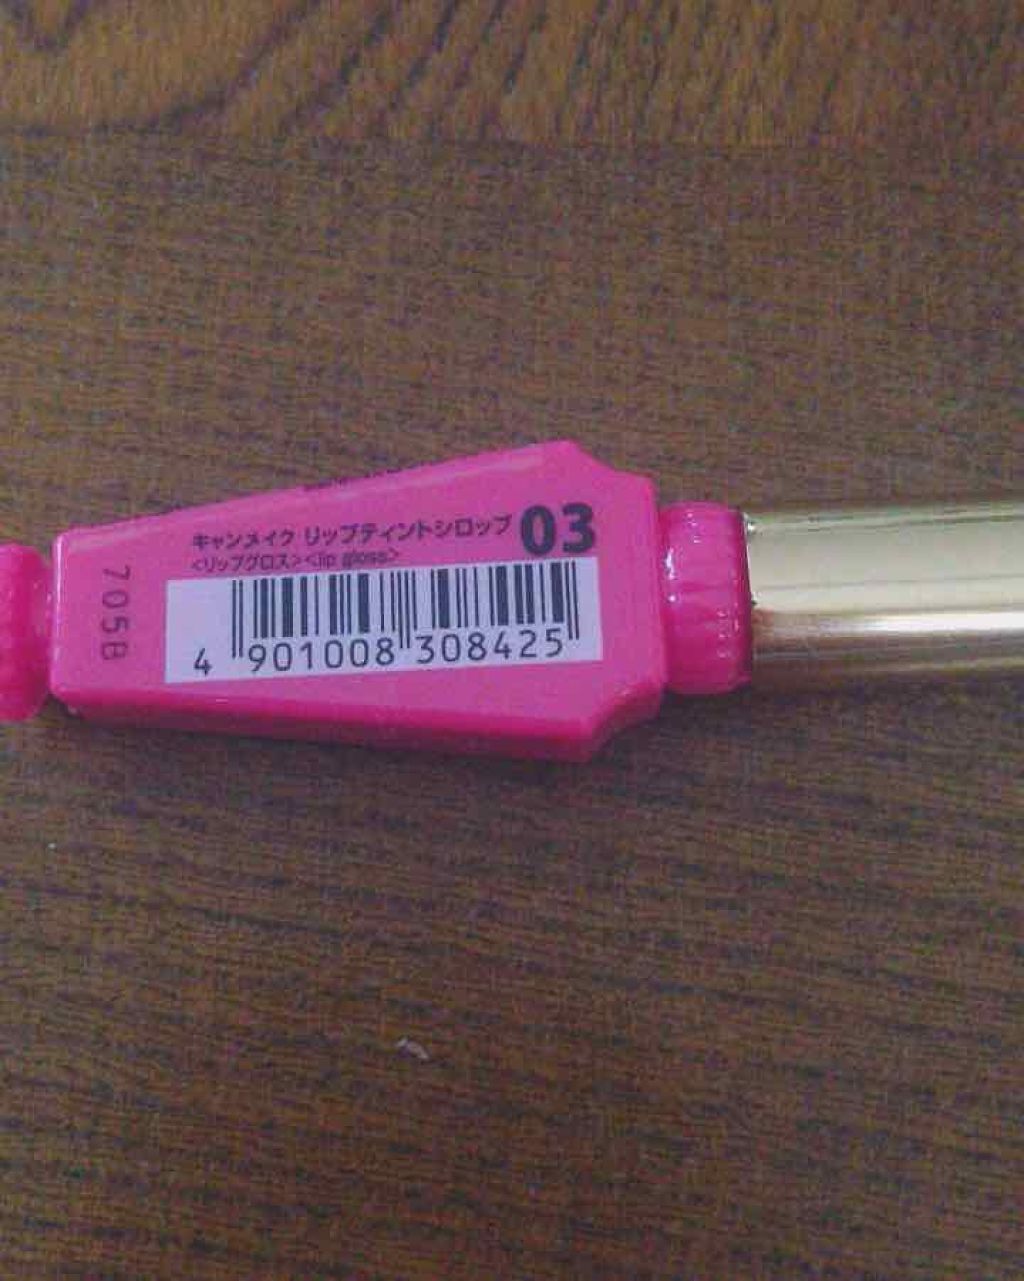 キャンメイク リップティントシロップ 03
<リップグロス><lip gloss>
4 901008 308425
705B